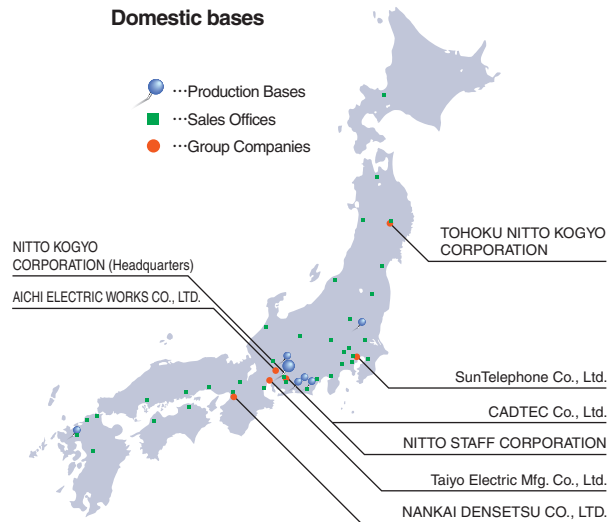 Domestic bases
…Production Bases
…Sales Offices
…Group Companies
NITTO KOGYO
CORPORATION (Headquarters)
AICHI ELECTRIC WORKS CO., LTD.
TOHOKU NITTO KOGYO
CORPORATION
SunTelephone Co., Ltd.
CADTEC Co., Ltd.
NITTO STAFF CORPORATION
Taiyo Electric Mfg. Co., Ltd.
NANKAI DENSETSU CO., LTD.